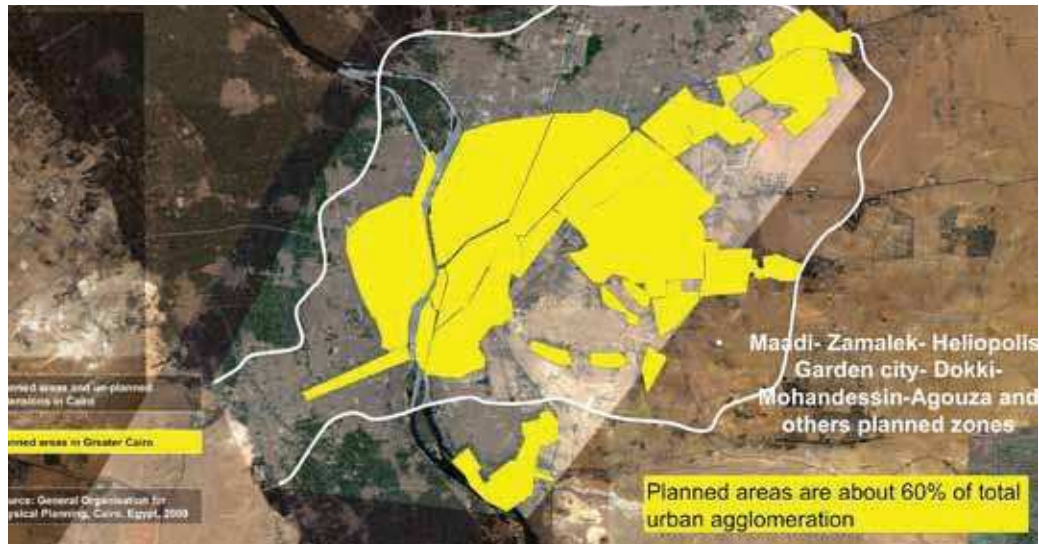 • Maadi- Zamalek- Heliopolis
Garden city- Dokki-
Mohandessin-Agouza and
others planned zones
nned areas and un-planned
ansions in Cairo
nned areas in Greater Cairo
urce: General Organisation for
ysical Planning, Cairo. Egypt, 2009
Planned areas are about 60% of total
urban agglomeration